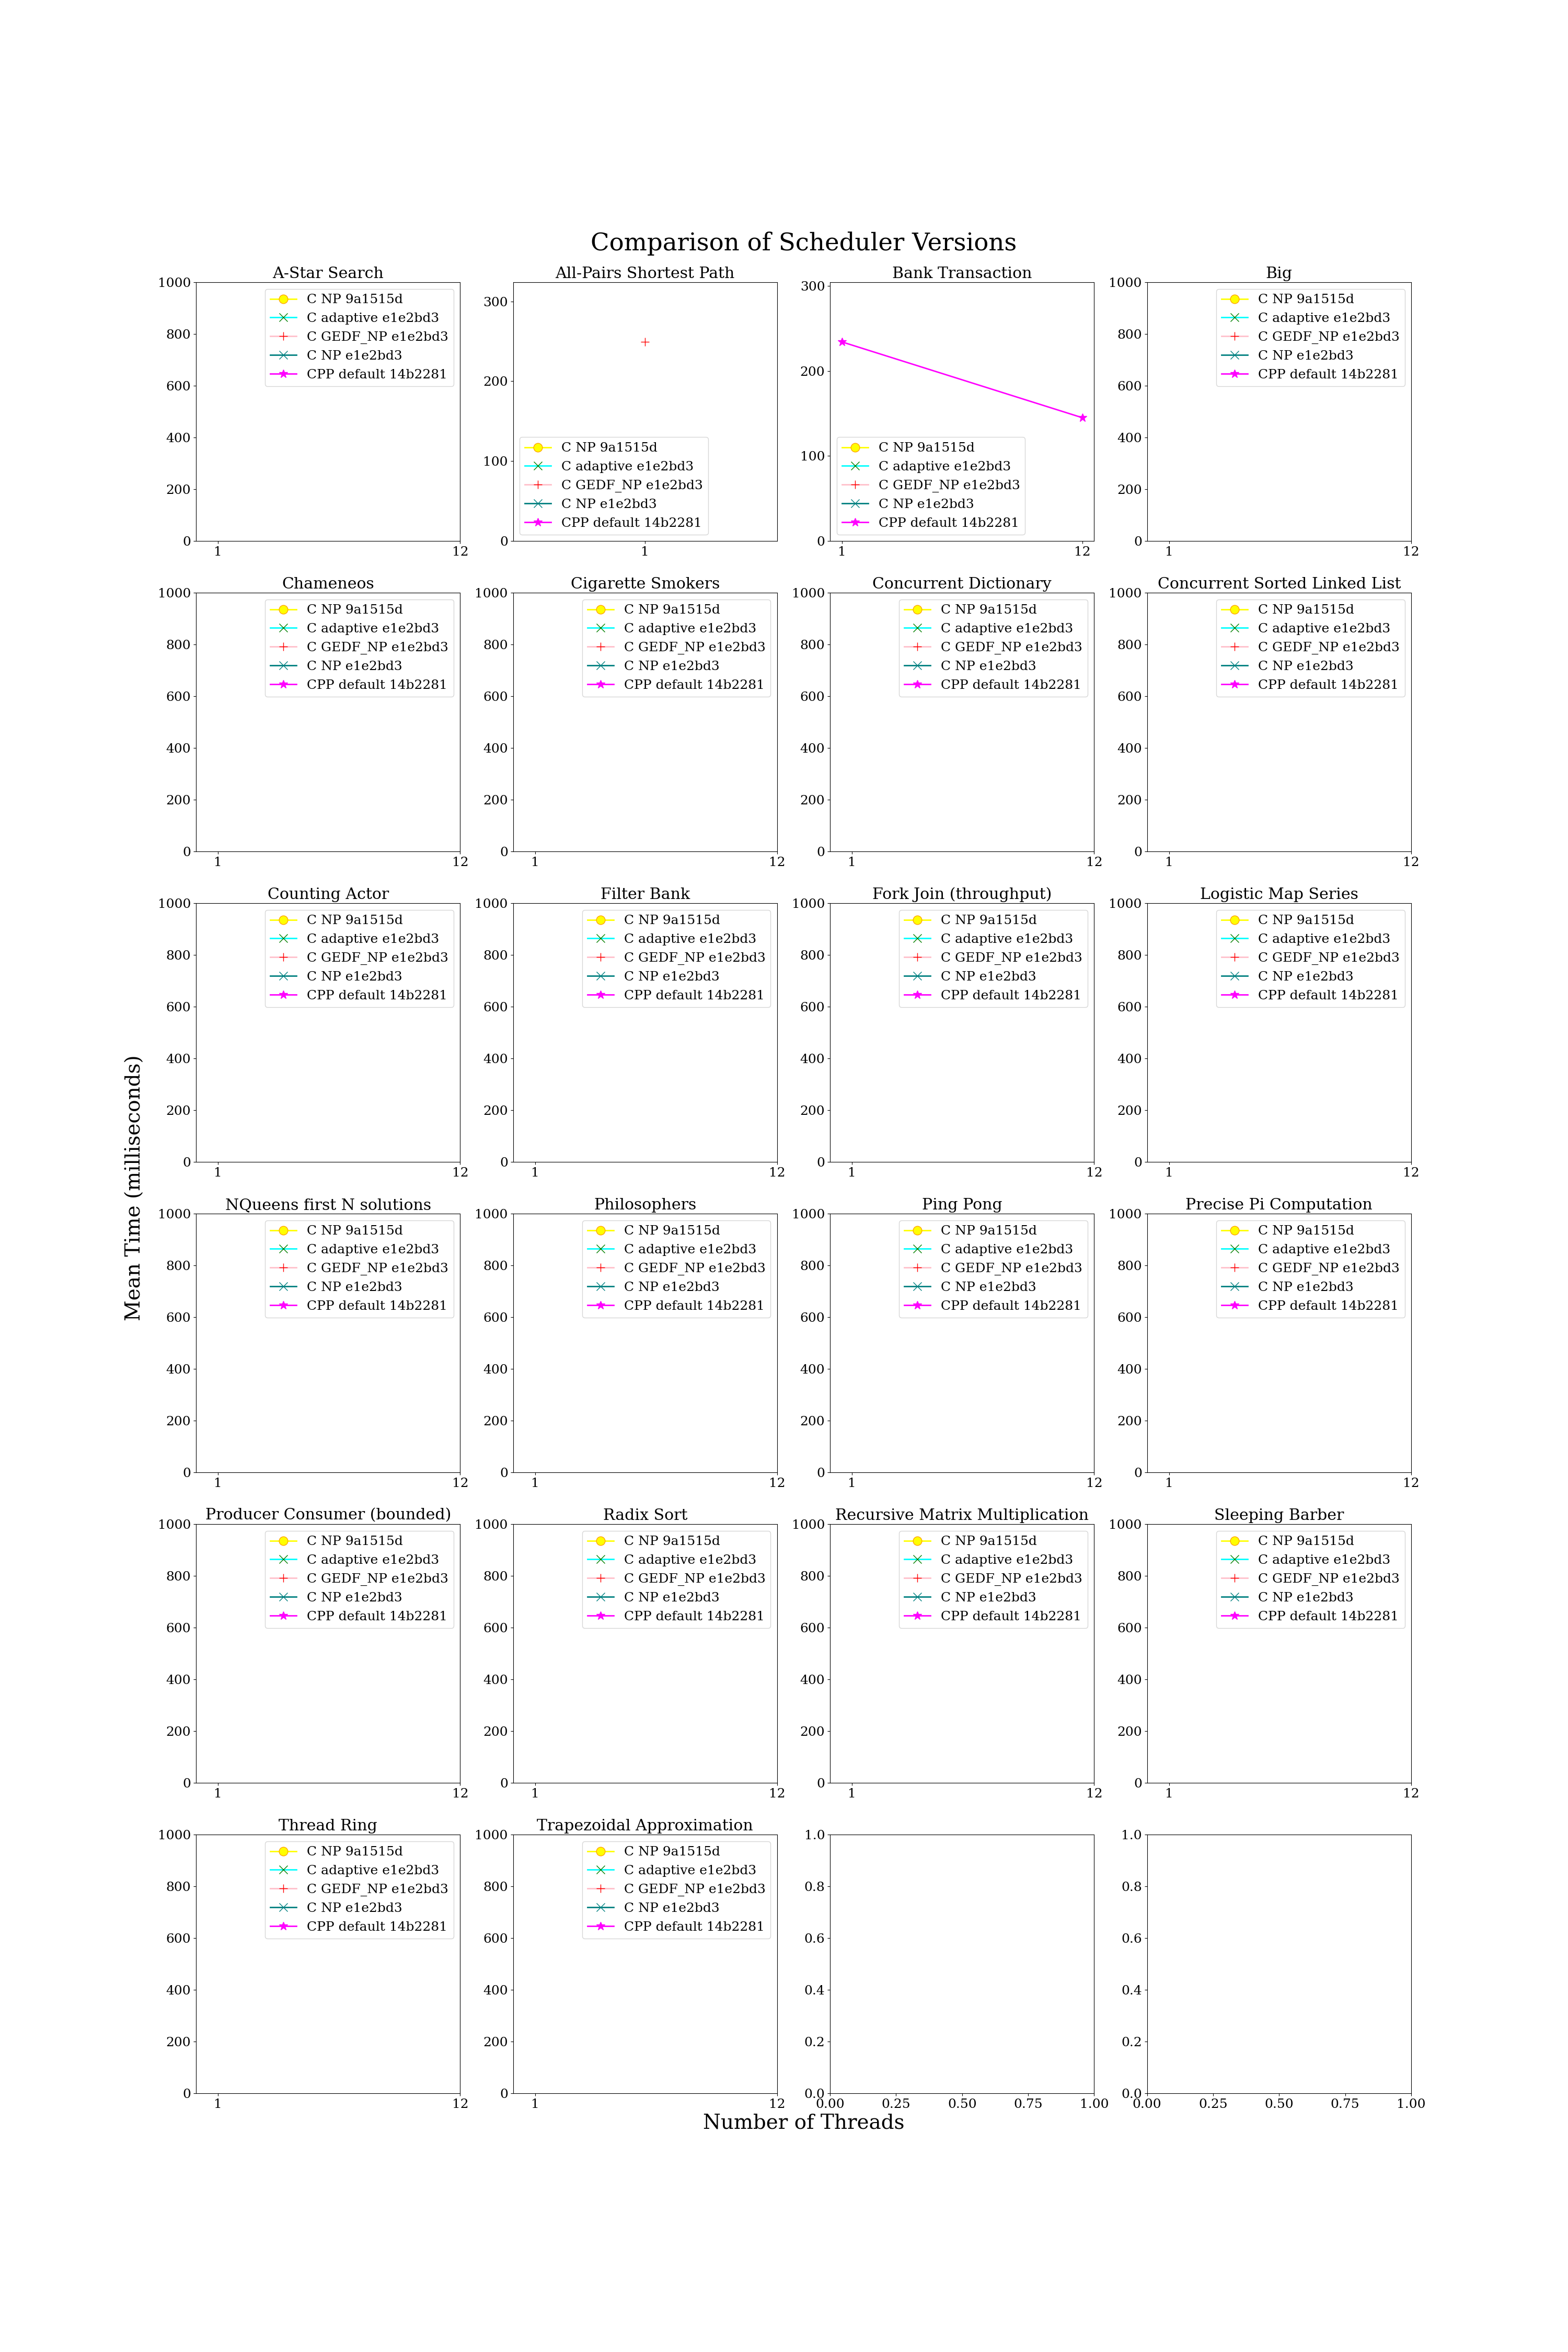 Comparison of Scheduler Versions
Mean Time (milliseconds)
A-Star Search
1000
800
600
400
200
0
C NP 9a1515d
C adaptive e1e2bd3
C GEDF_NP e1e2bd3
C NP e1e2bd3
CPP default 14b2281
1 12
All-Pairs Shortest Path
300
200
100
0
C NP 9a1515d
C adaptive e1e2bd3
C GEDF_NP e1e2bd3
C NP e1e2bd3
CPP default 14b2281
1
Bank Transaction
300
200
100
0
C NP 9a1515d
C adaptive e1e2bd3
C GEDF_NP e1e2bd3
C NP e1e2bd3
CPP default 14b2281
1 12
Big
1000
800
600
400
200
0
C NP 9a1515d
C adaptive e1e2bd3
C GEDF_NP e1e2bd3
C NP e1e2bd3
CPP default 14b2281
1 12
Chameneos
1000
800
600
400
200
0
C NP 9a1515d
C adaptive e1e2bd3
C GEDF_NP e1e2bd3
C NP e1e2bd3
CPP default 14b2281
1 12
Cigarette Smokers
1000
800
600
400
200
0
C NP 9a1515d
C adaptive e1e2bd3
C GEDF_NP e1e2bd3
C NP e1e2bd3
CPP default 14b2281
1 12
Concurrent Dictionary
1000
800
600
400
200
0
C NP 9a1515d
C adaptive e1e2bd3
C GEDF_NP e1e2bd3
C NP e1e2bd3
CPP default 14b2281
1 12
Concurrent Sorted Linked List
1000
800
600
400
200
0
C NP 9a1515d
C adaptive e1e2bd3
C GEDF_NP e1e2bd3
C NP e1e2bd3
CPP default 14b2281
1 12
Counting Actor
1000
800
600
400
200
0
C NP 9a1515d
C adaptive e1e2bd3
C GEDF_NP e1e2bd3
C NP e1e2bd3
CPP default 14b2281
1 12
Filter Bank
1000
800
600
400
200
0
C NP 9a1515d
C adaptive e1e2bd3
C GEDF_NP e1e2bd3
C NP e1e2bd3
CPP default 14b2281
1 12
Fork Join (throughput)
1000
800
600
400
200
0
C NP 9a1515d
C adaptive e1e2bd3
C GEDF_NP e1e2bd3
C NP e1e2bd3
CPP default 14b2281
1 12
Logistic Map Series
1000
800
600
400
200
0
C NP 9a1515d
C adaptive e1e2bd3
C GEDF_NP e1e2bd3
C NP e1e2bd3
CPP default 14b2281
1 12
NQueens first N solutions
1000
800
600
400
200
0
C NP 9a1515d
C adaptive e1e2bd3
C GEDF_NP e1e2bd3
C NP e1e2bd3
CPP default 14b2281
1 12
Philosophers
1000
800
600
400
200
0
C NP 9a1515d
C adaptive e1e2bd3
C GEDF_NP e1e2bd3
C NP e1e2bd3
CPP default 14b2281
1 12
Ping Pong
1000
800
600
400
200
0
C NP 9a1515d
C adaptive e1e2bd3
C GEDF_NP e1e2bd3
C NP e1e2bd3
CPP default 14b2281
1 12
Precise Pi Computation
1000
800
600
400
200
0
C NP 9a1515d
C adaptive e1e2bd3
C GEDF_NP e1e2bd3
C NP e1e2bd3
CPP default 14b2281
1 12
Producer Consumer (bounded)
1000
800
600
400
200
0
C NP 9a1515d
C adaptive e1e2bd3
C GEDF_NP e1e2bd3
C NP e1e2bd3
CPP default 14b2281
1 12
Radix Sort
1000
800
600
400
200
0
C NP 9a1515d
C adaptive e1e2bd3
C GEDF_NP e1e2bd3
C NP e1e2bd3
CPP default 14b2281
1 12
Recursive Matrix Multiplication
1000
800
600
400
200
0
C NP 9a1515d
C adaptive e1e2bd3
C GEDF_NP e1e2bd3
C NP e1e2bd3
CPP default 14b2281
1 12
Sleeping Barber
1000
800
600
400
200
0
C NP 9a1515d
C adaptive e1e2bd3
C GEDF_NP e1e2bd3
C NP e1e2bd3
CPP default 14b2281
1 12
Thread Ring
1000
800
600
400
200
0
C NP 9a1515d
C adaptive e1e2bd3
C GEDF_NP e1e2bd3
C NP e1e2bd3
CPP default 14b2281
1 12
Trapezoidal Approximation
1000
800
600
400
200
0
C NP 9a1515d
C adaptive e1e2bd3
C GEDF_NP e1e2bd3
C NP e1e2bd3
CPP default 14b2281
1 12
1.0
0.8
0.6
0.4
0.2
0.0
0.00 0.25 0.50 0.75 1.00
1.0
0.8
0.6
0.4
0.2
0.0
0.00 0.25 0.50 0.75 1.00
Number of Threads